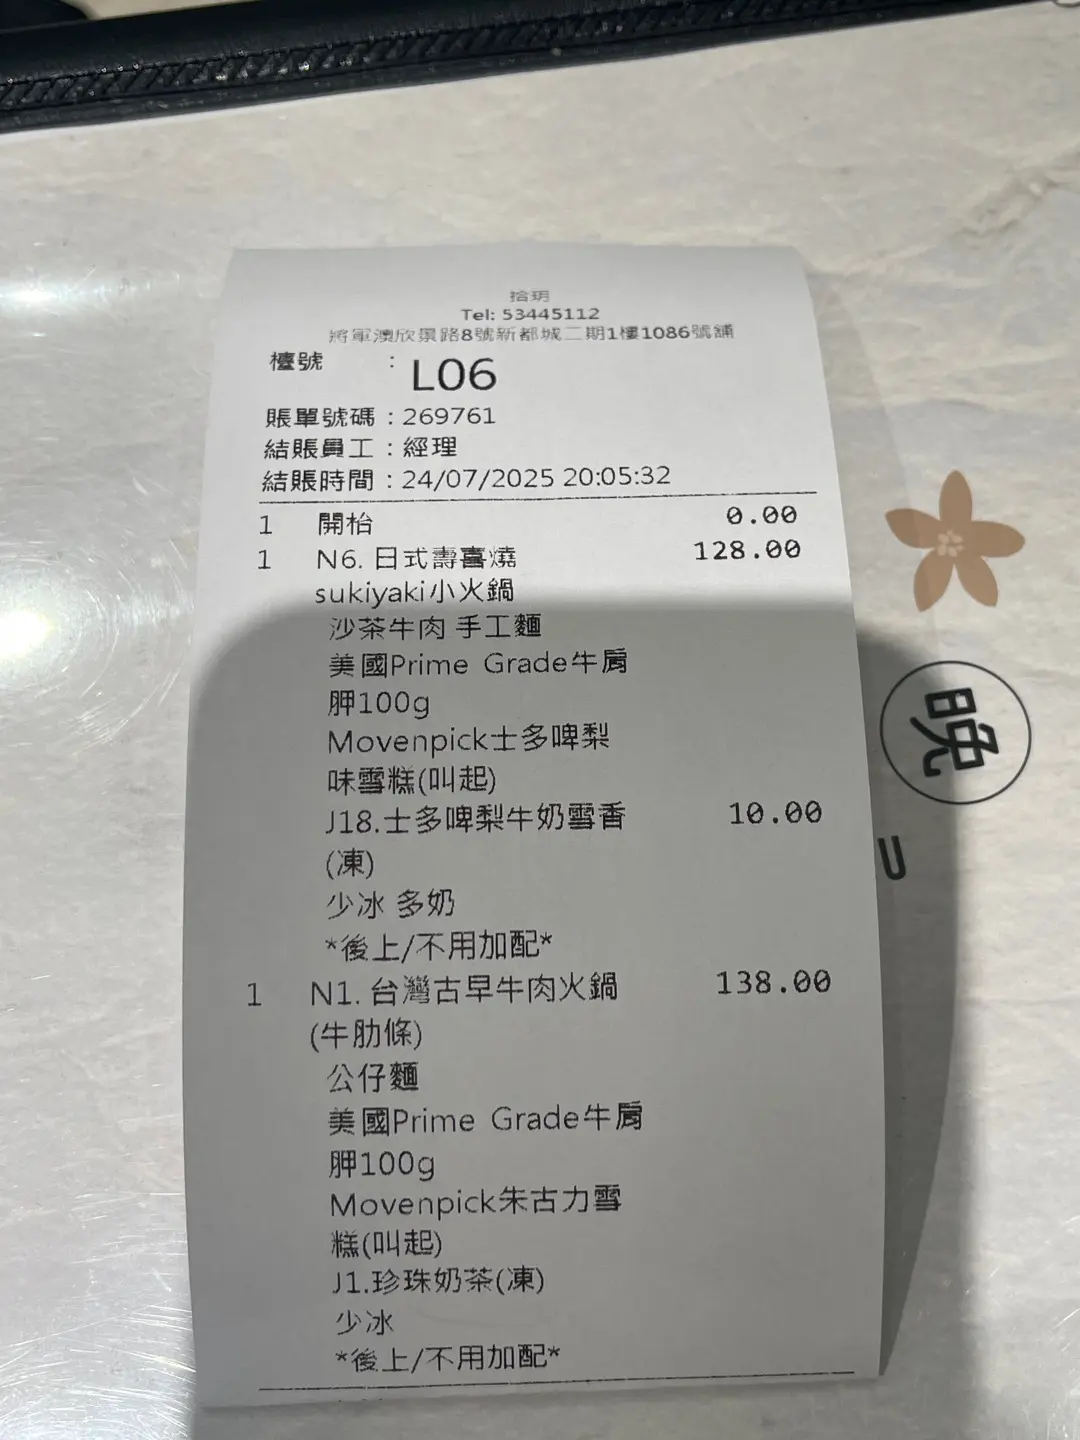 拾玥
Tel: 53445112
將軍澳欣景路8號新都城二期1樓1086號舖
檯號 : L06
賬單號碼 : 269761
結賬員工 : 經理
結賬時間 : 24/07/2025 20:05:32
1 開枱 0.00
1 N6. 日式壽喜燒 128.00
sukiyaki小火鍋
沙茶牛肉 手工麵
美國Prime Grade牛肩
胛100g
Movenpick士多啤梨
味雪糕(叫起)
J18.士多啤梨牛奶雪香 10.00
(凍)
少冰 多奶
*後上/不用加配*
1 N1. 台灣古早牛肉火鍋 138.00
(牛肋條)
公仔麵
美國Prime Grade牛肩
胛100g
Movenpick朱古力雪
糕(叫起)
J1.珍珠奶茶(凍)
少冰
*後上/不用加配*
晚